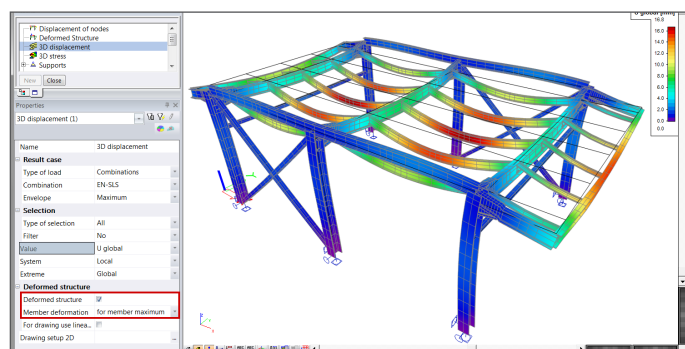 Displacement of nodes
Deformed Structure
3D displacement
3D stress
Supports
New Close
Properties
3D displacement (1)
Name 3D displacement
Result case
Type of load Combinations
Combination EN-SLS
Envelope Maximum
Selection
Type of selection All
Filter No
Value U global
System Local
Extreme Global
Deformed structure
Deformed structure
Member deformation for member maximum
For drawing use linea...
Drawing setup 2D ...
16.8
16.0
14.0
12.0
10.0
8.0
6.0
4.0
2.0
0.0
0.0